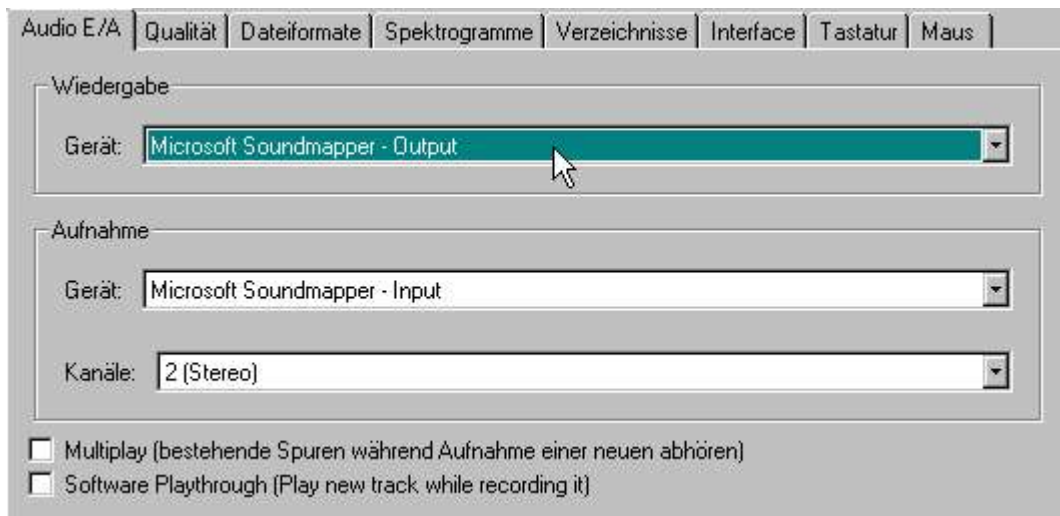 Audio E/A Qualität Dateiformate Spektrogramme Verzeichnisse Interface Tastatur Maus
Wiedergabe
Gerät: Microsoft Soundmapper - Output
Aufnahme
Gerät: Microsoft Soundmapper - Input
Kanäle: 2 (Stereo)
Multiplay (bestehende Spuren während Aufnahme einer neuen abhören)
Software Playthrough (Play new track while recording it)